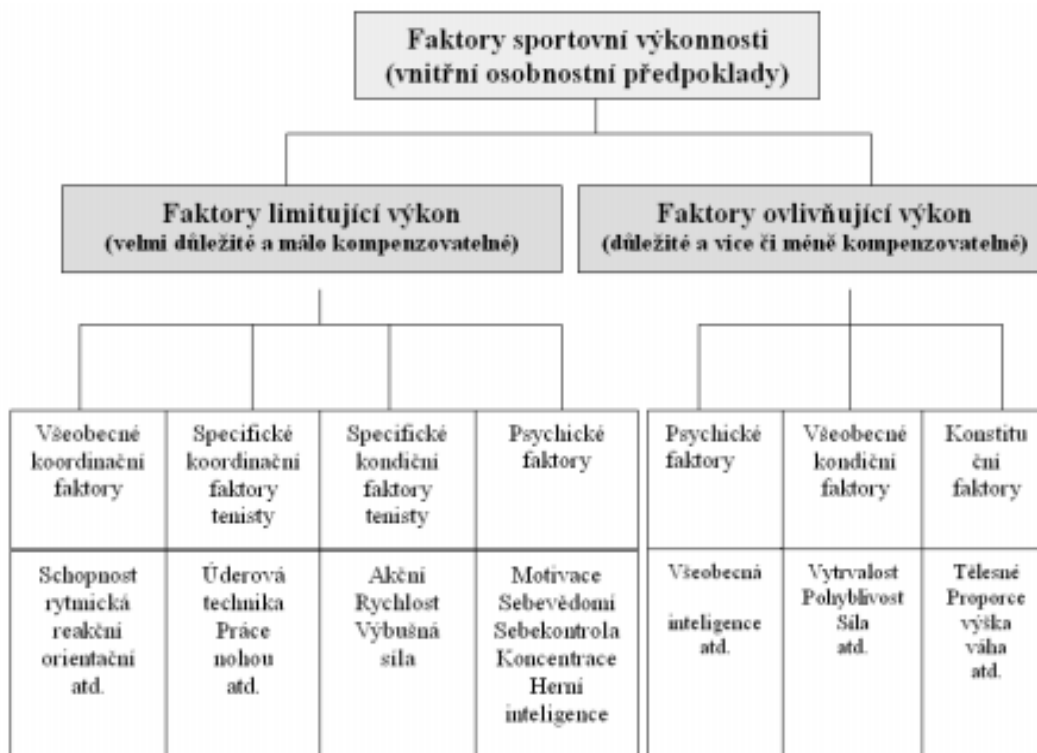 Faktory sportovní výkonnosti
(vnitřní osobnostní předpoklady)
Faktory limitující výkon
(velmi důležité a málo kompenzovatelné)
Faktory ovlivňující výkon
(důležité a vice či méně kompenzovatelné)
Všeobecné
koordinační
faktory
Specifické
koordinační
faktory
tenisty
Specifické
kondiční
faktory
tenisty
Psychické
faktory
Psychické
faktory
Všeobecné
kondiční
faktory
Konstitu
ční
faktory
Schopnost
rytmická
reakční
orientační
atd.
Úderová
technika
Práce
nohou
atd.
Akční
Rychlost
Výbušná
síla
Motivace
Sebevědomí
Sebekontrola
Koncentrace
Herní
inteligence
Všeobecná
inteligence
atd.
Vytrvalost
Pohyblivost
Síla
atd.
Tělesné
Proporce
výška
váha
atd.